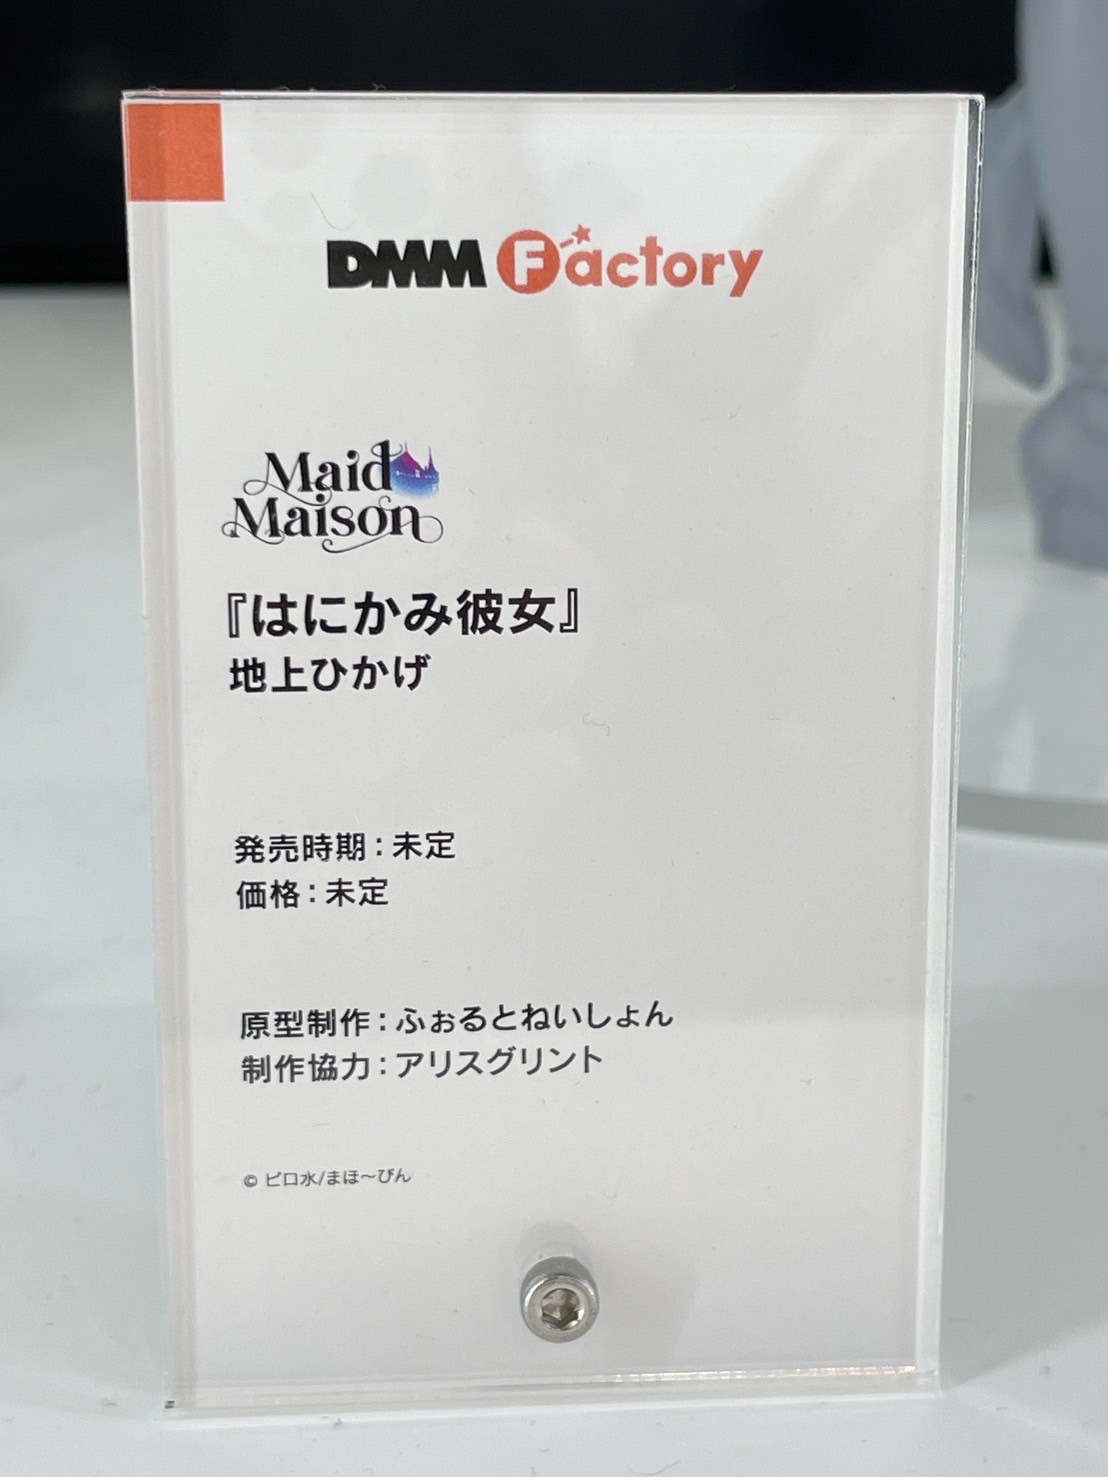 DMM Factory
Maid
Maison
『はにかみ彼女』
地上ひかげ
発売時期：未定
価格：未定
原型制作：ふぉるとねいしょん
制作協力：アリスグリント
© ピロ水/まほ～びん